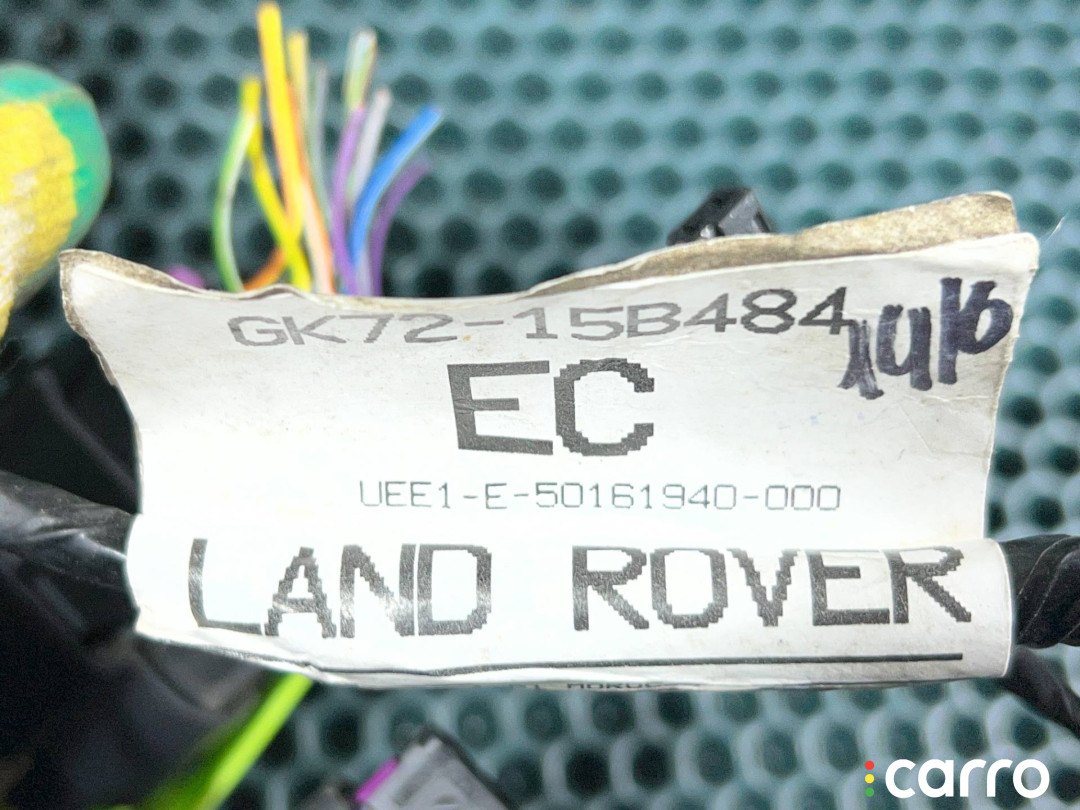 GK72-15B484
EC
UEE1-E-50161940-000
LAND ROVER
carro